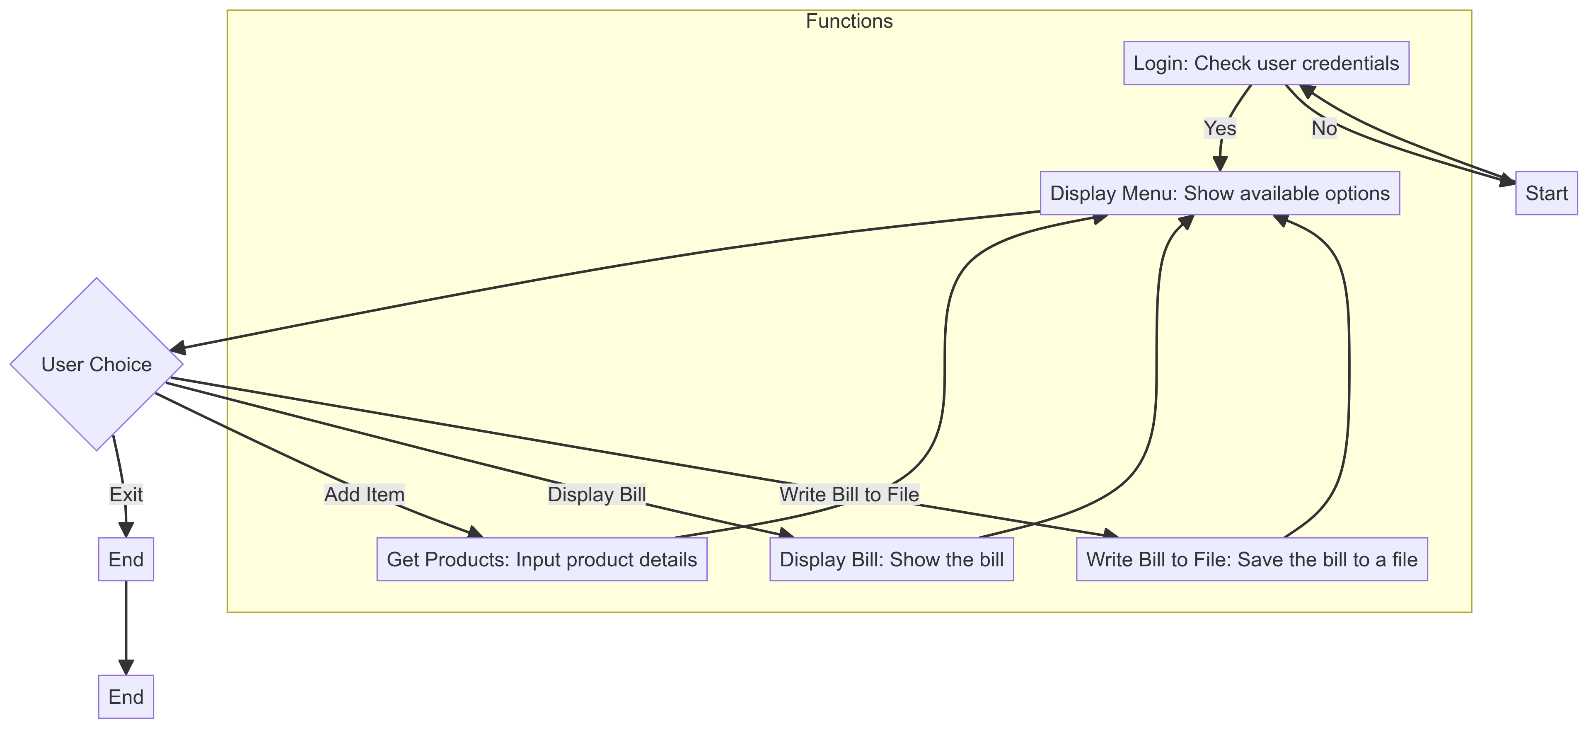 Functions
Login: Check user credentials
Yes
No
Display Menu: Show available options
Start
User Choice
Exit
Add Item
Display Bill
Write Bill to File
End
Get Products: Input product details
Display Bill: Show the bill
Write Bill to File: Save the bill to a file
End